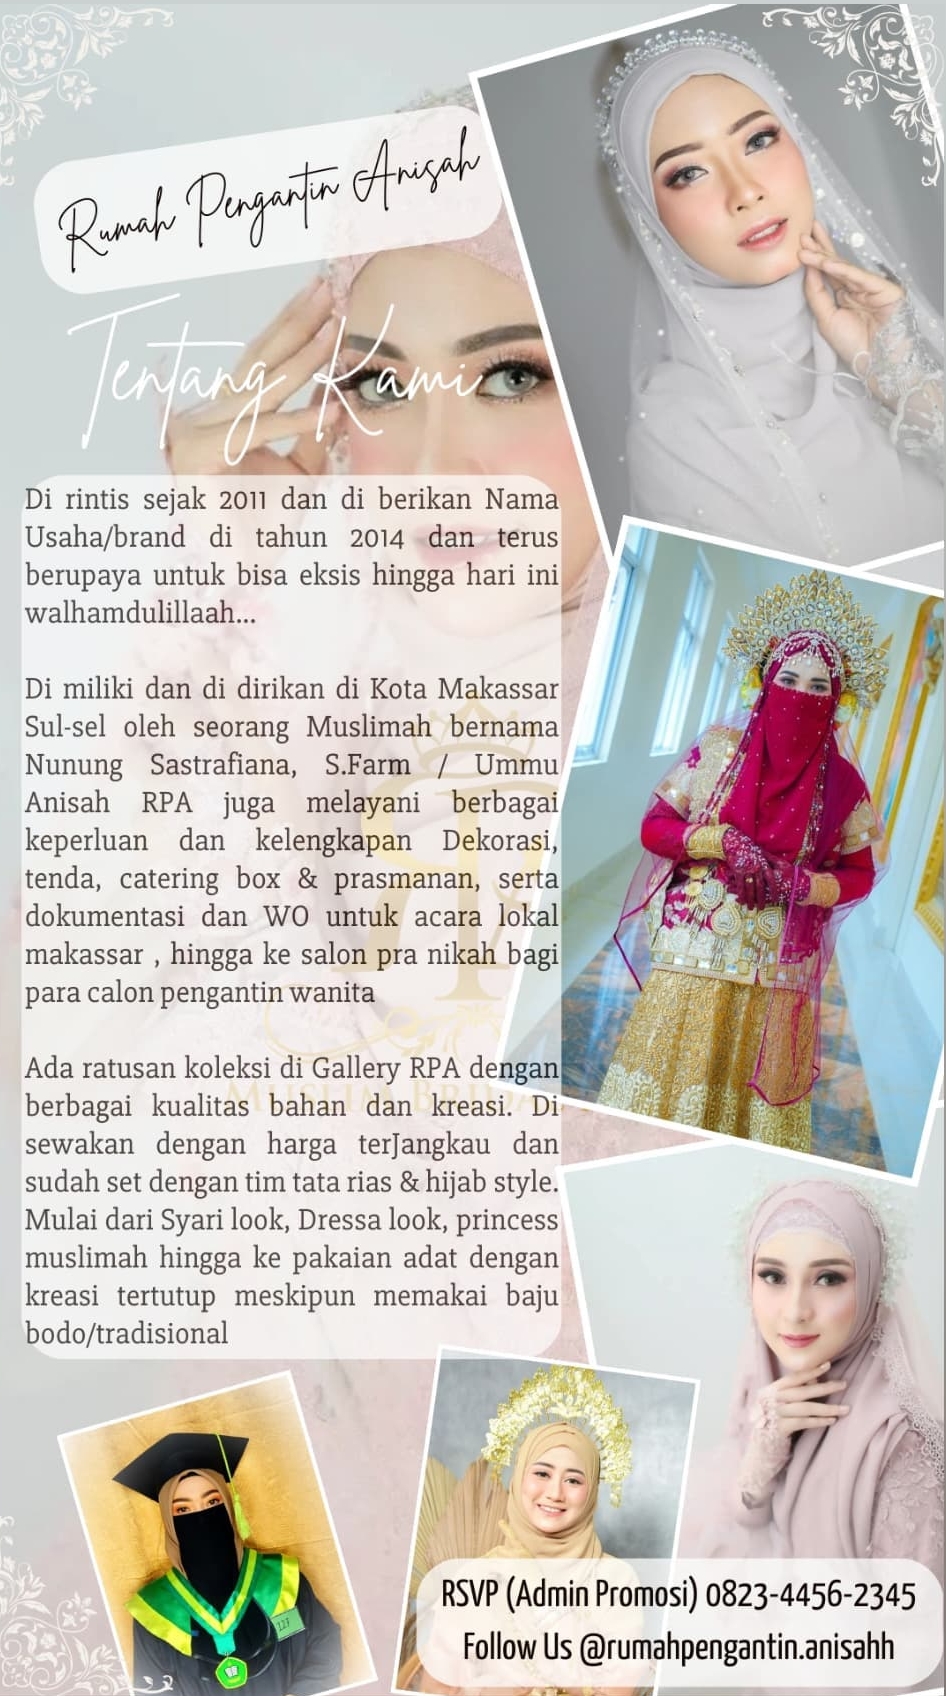 Rumah Pengantin Anisah
Tentang Kami
Di rintis sejak 2011 dan di berikan Nama
Usaha/brand di tahun 2014 dan terus
berupaya untuk bisa eksis hingga hari ini
walhamdulillaah...
Di miliki dan di dirikan di Kota Makassar
Sul-sel oleh seorang Muslimah bernama
Nunung Sastrafiana, S.Farm / Ummu
Anisah RPA juga melayani berbagai
keperluan dan kelengkapan Dekorasi,
tenda, catering box & prasmanan, serta
dokumentasi dan WO untuk acara lokal
makassar , hingga ke salon pra nikah bagi
para calon pengantin wanita
Ada ratusan koleksi di Gallery RPA dengan
berbagai kualitas bahan dan kreasi. Di
sewakan dengan harga terJangkau dan
sudah set dengan tim tata rias & hijab style.
Mulai dari Syari look, Dressa look, princess
muslimah hingga ke pakaian adat dengan
kreasi tertutup meskipun memakai baju
bodo/tradisional
RSVP (Admin Promosi) 0823-4456-2345
Follow Us @rumahpengantin.anisahh